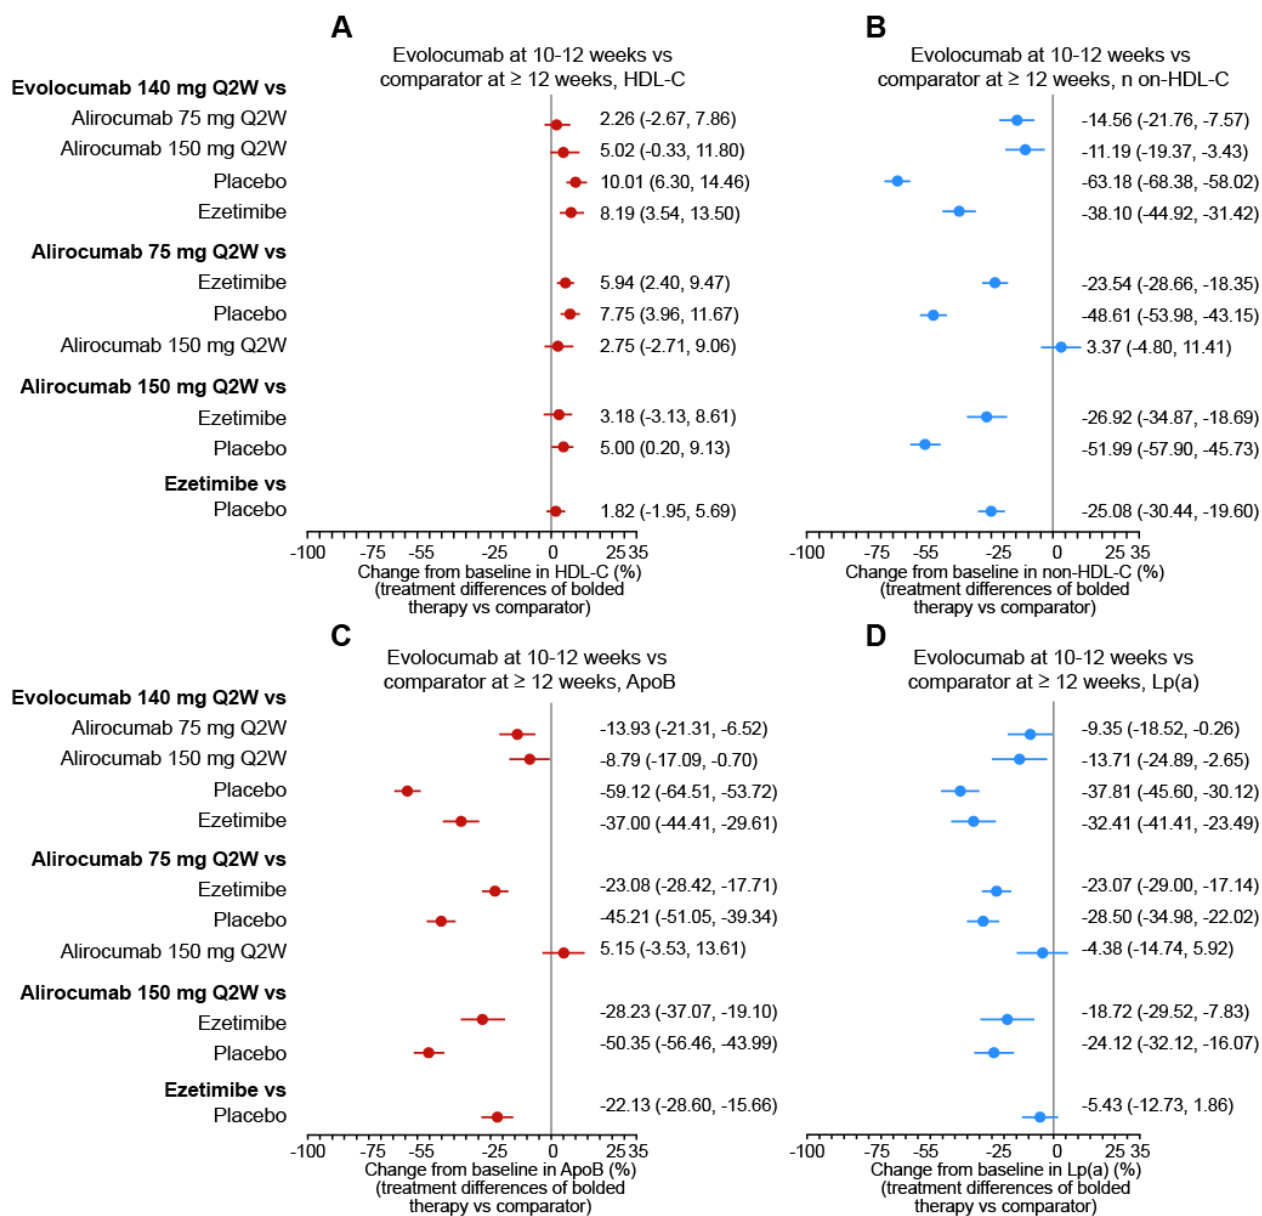 A
Evolocumab at 10-12 weeks vs
comparator at ≥ 12 weeks, HDL-C
Evolocumab 140 mg Q2W vs
Alirocumab 75 mg Q2W 2.26 (-2.67, 7.86)
Alirocumab 150 mg Q2W 5.02 (-0.33, 11.80)
Placebo 10.01 (6.30, 14.46)
Ezetimibe 8.19 (3.54, 13.50)
Alirocumab 75 mg Q2W vs
Ezetimibe 5.94 (2.40, 9.47)
Placebo 7.75 (3.96, 11.67)
Alirocumab 150 mg Q2W 2.75 (-2.71, 9.06)
Alirocumab 150 mg Q2W vs
Ezetimibe 3.18 (-3.13, 8.61)
Placebo 5.00 (0.20, 9.13)
Ezetimibe vs
Placebo 1.82 (-1.95, 5.69)
-100 -75 -55 -25 0 25 35
Change from baseline in HDL-C (%)
(treatment differences of bolded
therapy vs comparator)
B
Evolocumab at 10-12 weeks vs
comparator at ≥ 12 weeks, n non-HDL-C
-14.56 (-21.76, -7.57)
-11.19 (-19.37, -3.43)
-63.18 (-68.38, -58.02)
-38.10 (-44.92, -31.42)
-23.54 (-28.66, -18.35)
-48.61 (-53.98, -43.15)
3.37 (-4.80, 11.41)
-26.92 (-34.87, -18.69)
-51.99 (-57.90, -45.73)
-25.08 (-30.44, -19.60)
-100 -75 -55 -25 0 25 35
Change from baseline in non-HDL-C (%)
(treatment differences of bolded
therapy vs comparator)
C
Evolocumab at 10-12 weeks vs
comparator at ≥ 12 weeks, ApoB
Evolocumab 140 mg Q2W vs
Alirocumab 75 mg Q2W -13.93 (-21.31, -6.52)
Alirocumab 150 mg Q2W -8.79 (-17.09, -0.70)
Placebo -59.12 (-64.51, -53.72)
Ezetimibe -37.00 (-44.41, -29.61)
Alirocumab 75 mg Q2W vs
Ezetimibe -23.08 (-28.42, -17.71)
Placebo -45.21 (-51.05, -39.34)
Alirocumab 150 mg Q2W 5.15 (-3.53, 13.61)
Alirocumab 150 mg Q2W vs
Ezetimibe -28.23 (-37.07, -19.10)
Placebo -50.35 (-56.46, -43.99)
Ezetimibe vs
Placebo -22.13 (-28.60, -15.66)
-100 -75 -55 -25 0 25 35
Change from baseline in ApoB (%)
(treatment differences of bolded
therapy vs comparator)
D
Evolocumab at 10-12 weeks vs
comparator at ≥ 12 weeks, Lp(a)
-9.35 (-18.52, -0.26)
-13.71 (-24.89, -2.65)
-37.81 (-45.60, -30.12)
-32.41 (-41.41, -23.49)
-23.07 (-29.00, -17.14)
-28.50 (-34.98, -22.02)
-4.38 (-14.74, 5.92)
-18.72 (-29.52, -7.83)
-24.12 (-32.12, -16.07)
-5.43 (-12.73, 1.86)
-100 -75 -55 -25 0 25 35
Change from baseline in Lp(a) (%)
(treatment differences of bolded
therapy vs comparator)